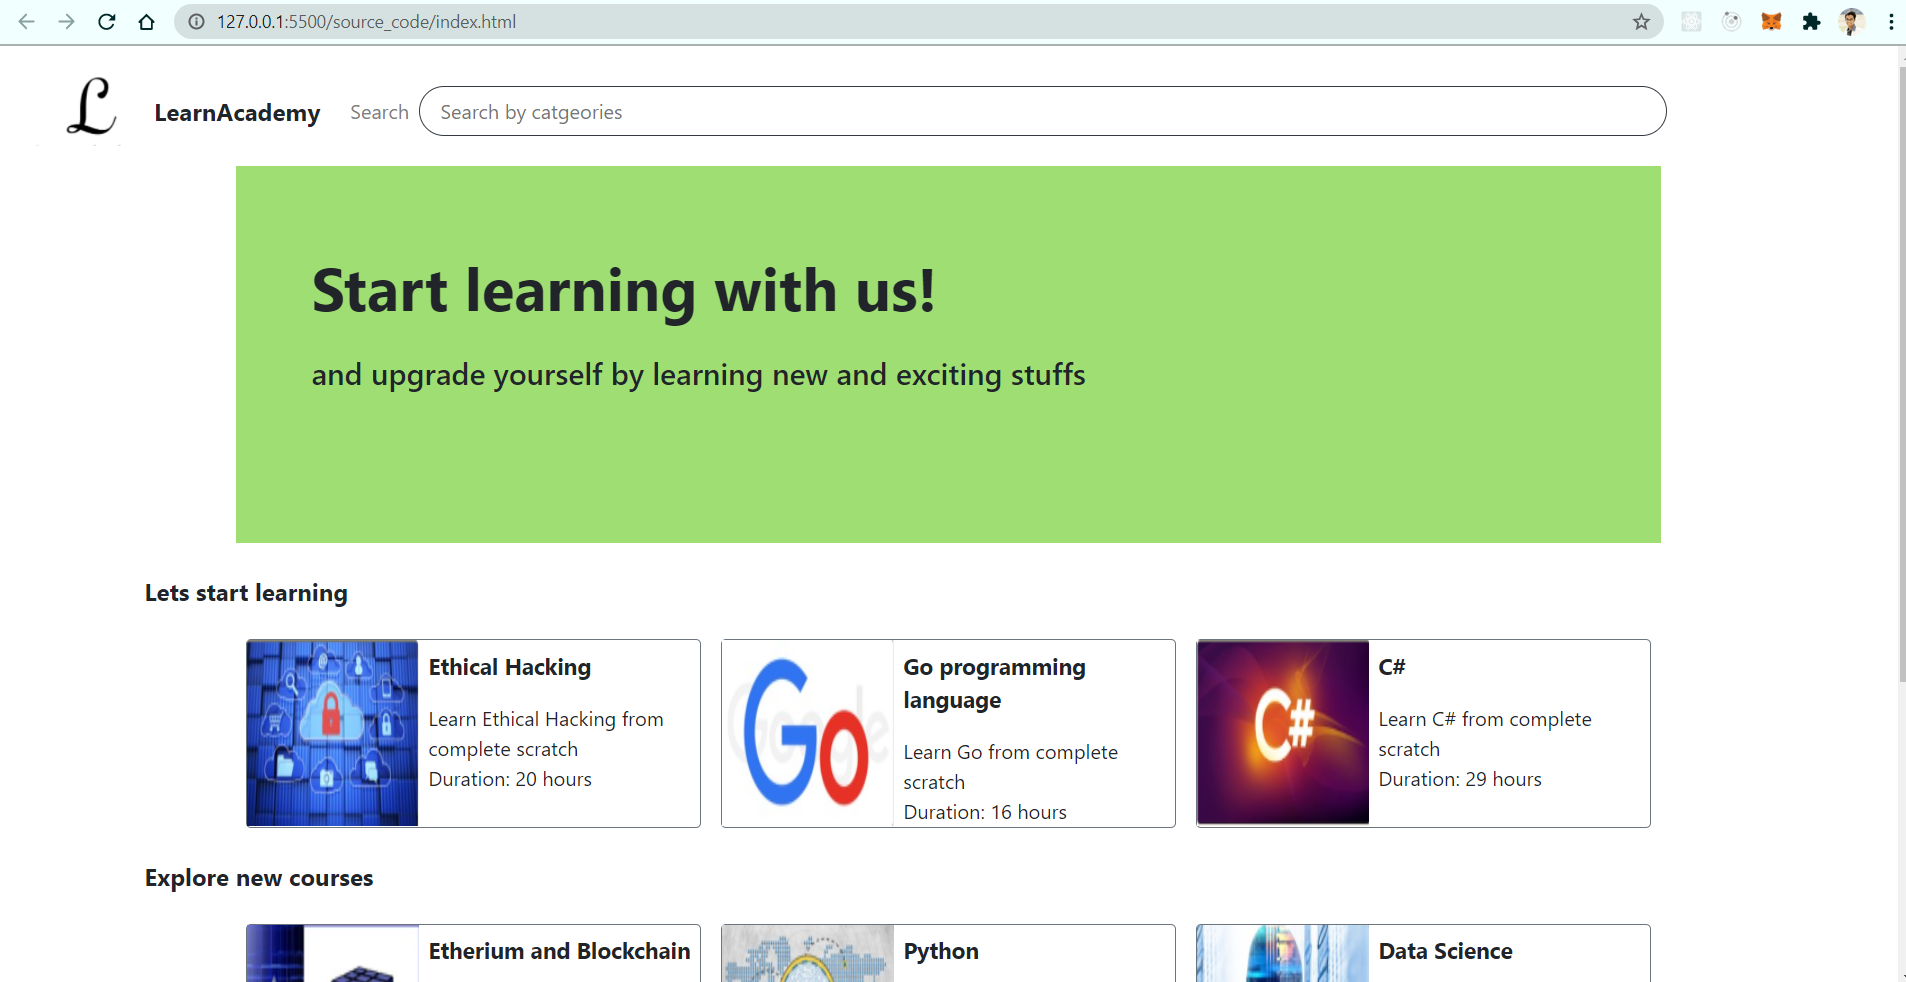 127.0.0.1:5500/source_code/index.html
L
LearnAcademy
Search
Search by catgeories
Start learning with us!
and upgrade yourself by learning new and exciting stuffs
Lets start learning
Ethical Hacking
Learn Ethical Hacking from
complete scratch
Duration: 20 hours
Google
Go
Go programming
language
Learn Go from complete
scratch
Duration: 16 hours
C#
C#
Learn C# from complete
scratch
Duration: 29 hours
Explore new courses
Etherium and Blockchain
Python
Data Science